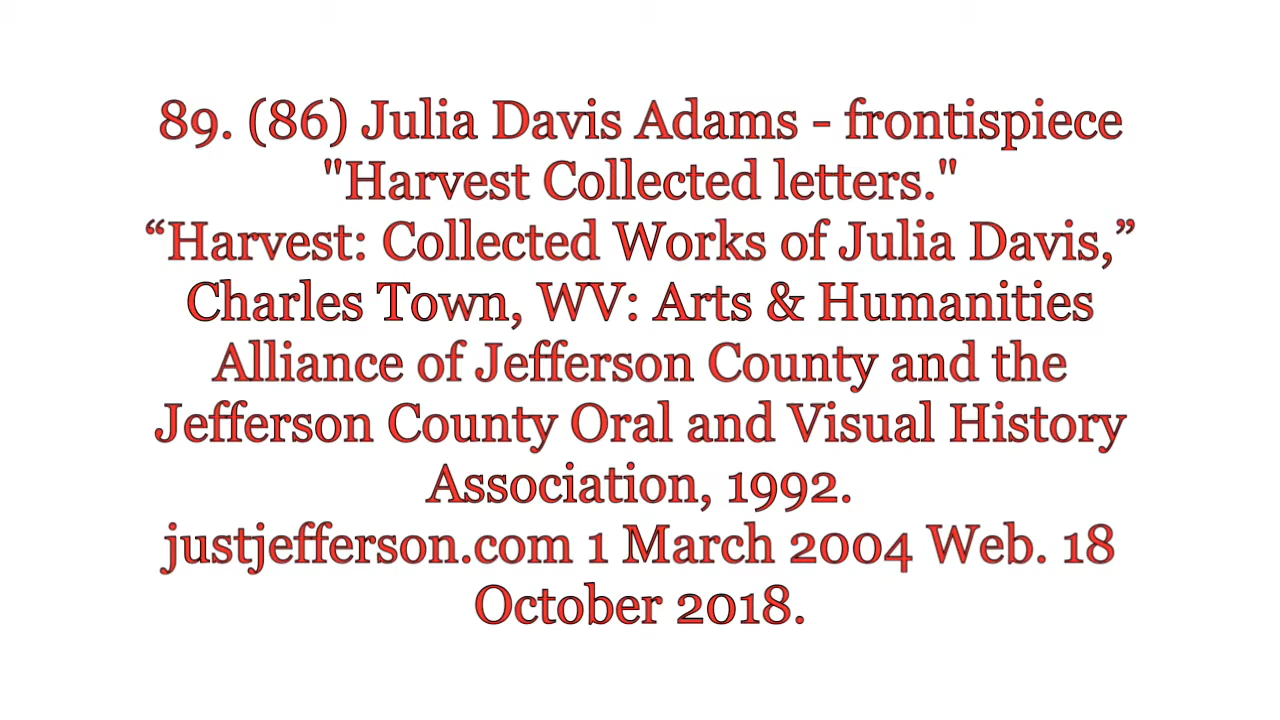 89. (86) Julia Davis Adams - frontispiece
"Harvest Collected letters."
“Harvest: Collected Works of Julia Davis,”
Charles Town, WV: Arts & Humanities
Alliance of Jefferson County and the
Jefferson County Oral and Visual History
Association, 1992.
justjefferson.com 1 March 2004 Web. 18
October 2018.